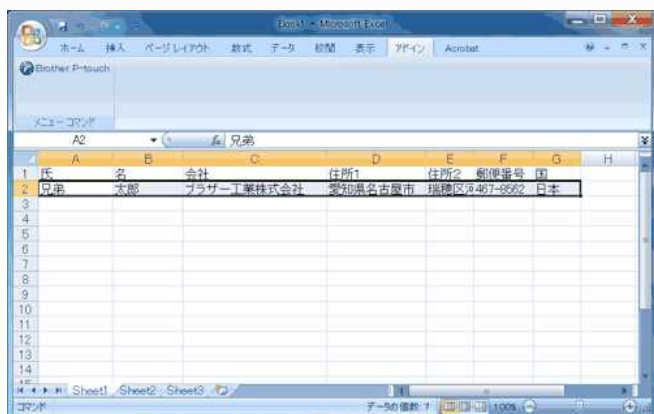 Book1 - Microsoft Excel
ホーム 挿入 ページ レイアウト 数式 データ 校閲 表示 アドイン Acrobat
Brother P-touch
メニュー コマンド
A2 fx 兄弟
A B C D E F G H
1 氏 名 会社 住所1 住所2 郵便番号 国
2 兄弟 太郎 ブラザー工業株式会社 愛知県名古屋市 瑞穂区 467-8562 日本
3
4
5
6
7
8
9
10
11
12
13
14
15
Sheet1 Sheet2 Sheet3
コマンド データの個数: 7 100%